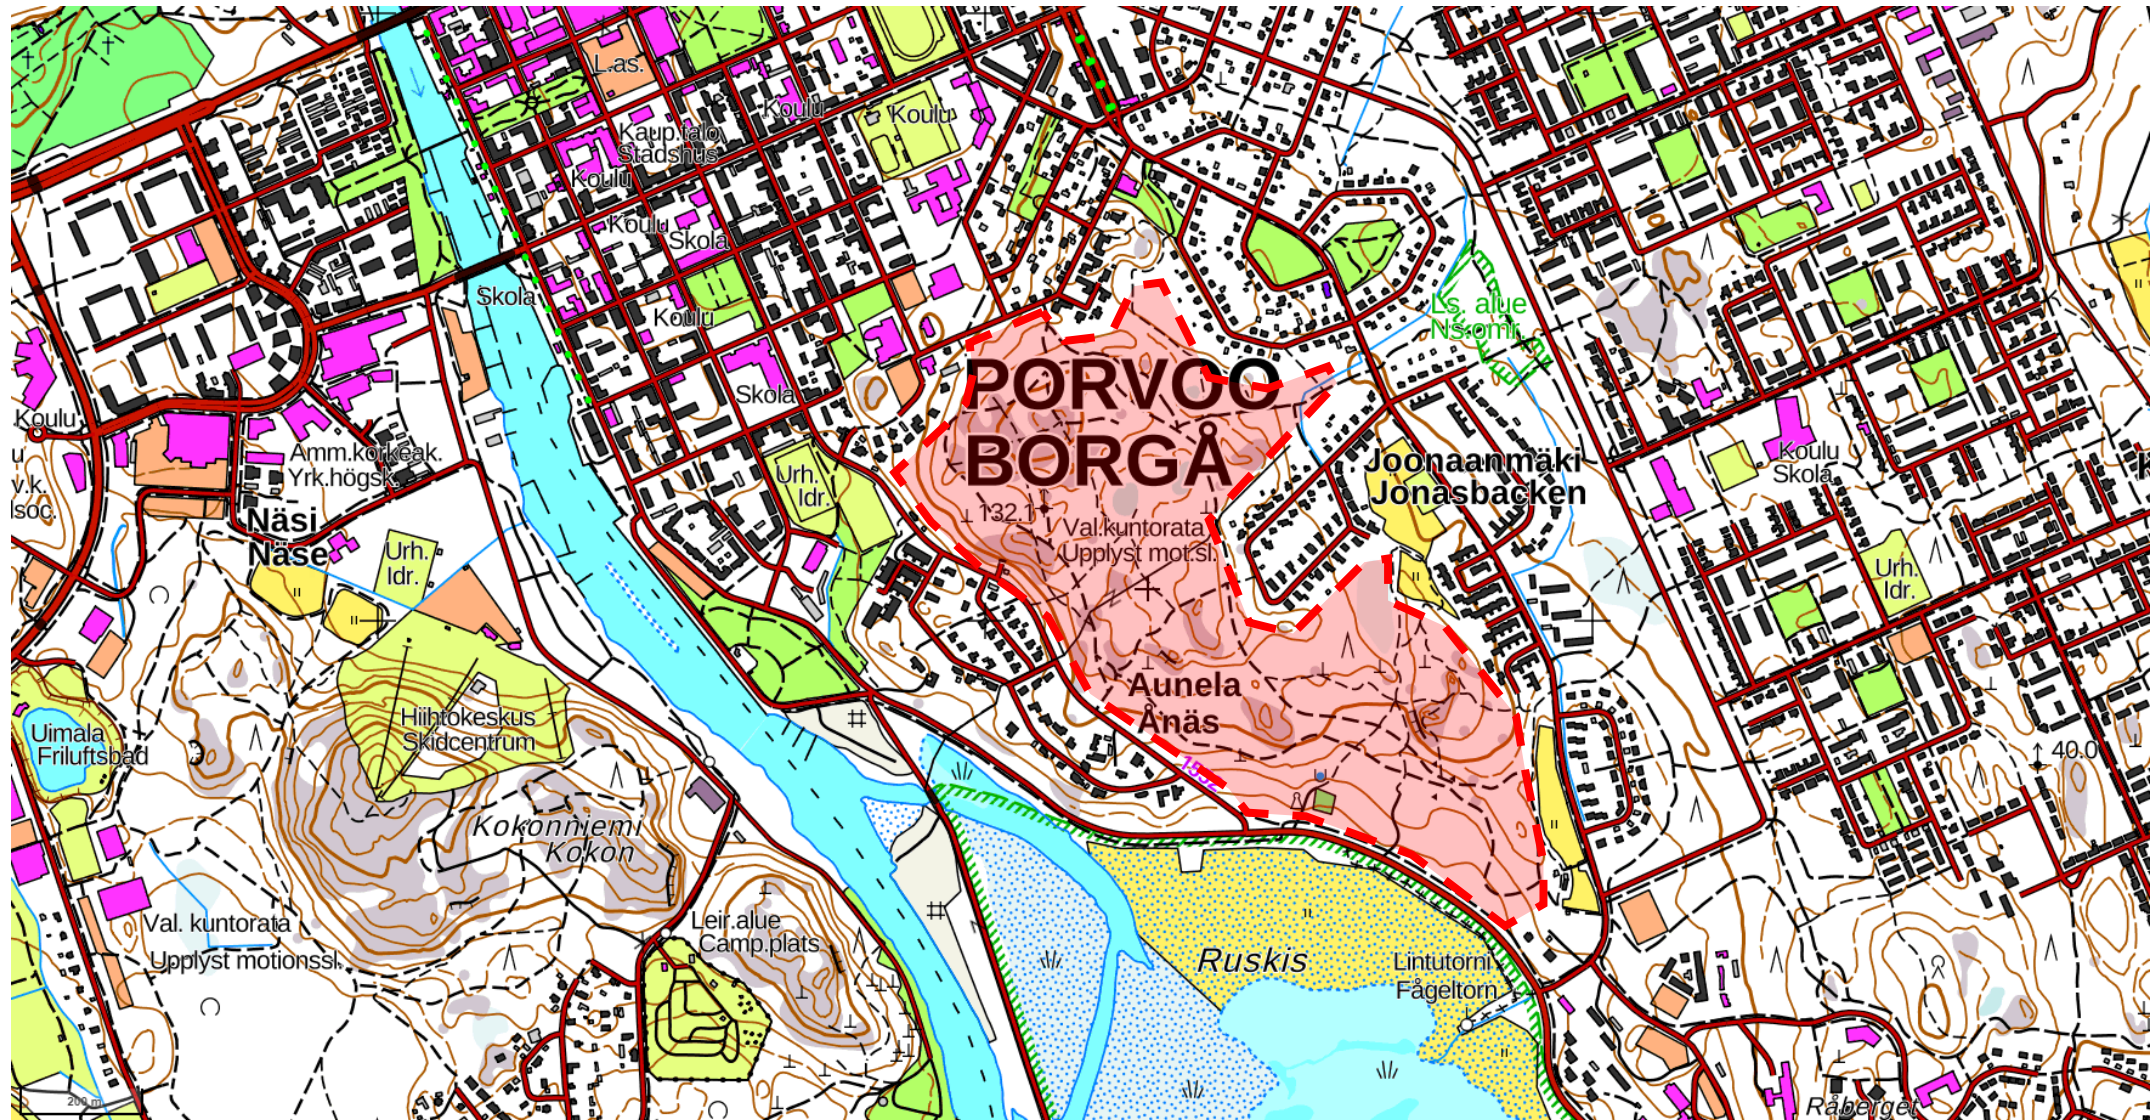 L.as.
Koulu
Koulu
Kaup.talo
Stadshus
Koulu
Koulu
Skola
Skola
Koulu
Ls. alue
Ns.omr.
Skola
PORVOO
BORGÅ
Koulu
Amm.korkeak.
Yrk.högsk.
Urh.
Idr.
Joonaanmäki
Jonasbacken
Koulu
Skola
v.k.
Näsi
Näse
132.1
Val.kuntorata
Upplyst mot.sl.
Urh.
Idr.
Urh.
Idr.
Aunela
Ånäs
Hiihtokeskus
Skidcentrum
Uimala
Friluftsbad
1552
40.0
Kokonniemi
Kokon
Val. kuntorata
Upplyst motionssl.
Leir.alue
Camp.plats
Ruskis
Lintutorni
Fågeltorn
200 m
Råberget